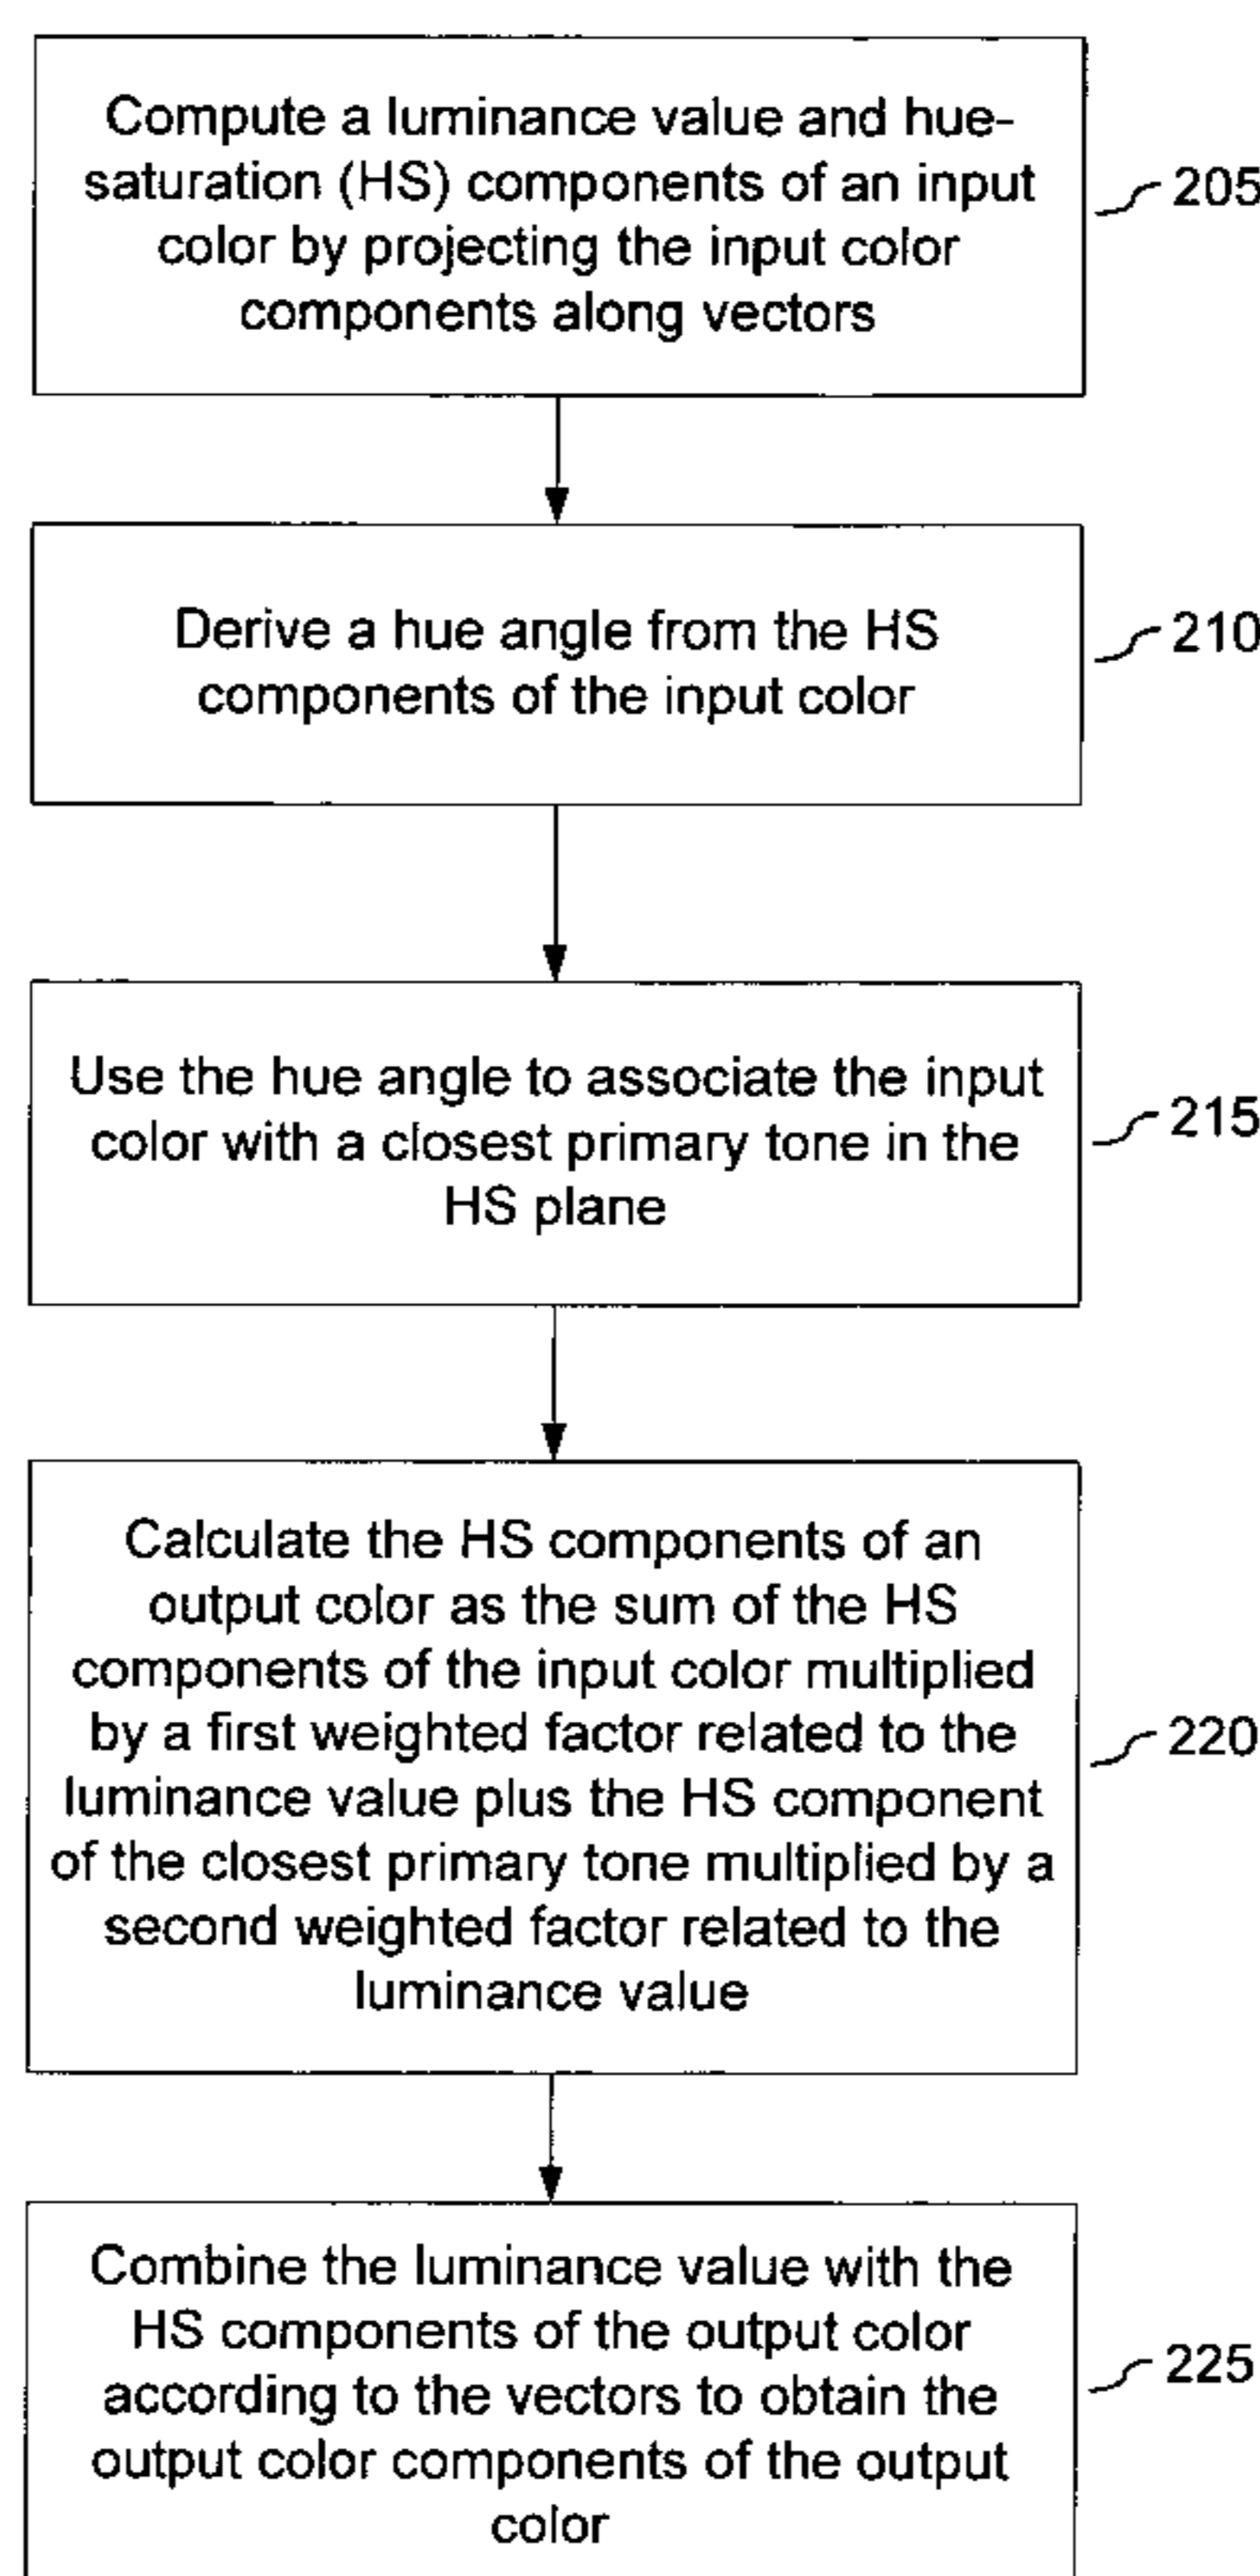 Compute a luminance value and hue-
saturation (HS) components of an input
color by projecting the input color
components along vectors
205
Derive a hue angle from the HS
components of the input color
210
Use the hue angle to associate the input
color with a closest primary tone in the
HS plane
215
Calculate the HS components of an
output color as the sum of the HS
components of the input color multiplied
by a first weighted factor related to the
luminance value plus the HS component
of the closest primary tone multiplied by a
second weighted factor related to the
luminance value
220
Combine the luminance value with the
HS components of the output color
according to the vectors to obtain the
output color components of the output
color
225